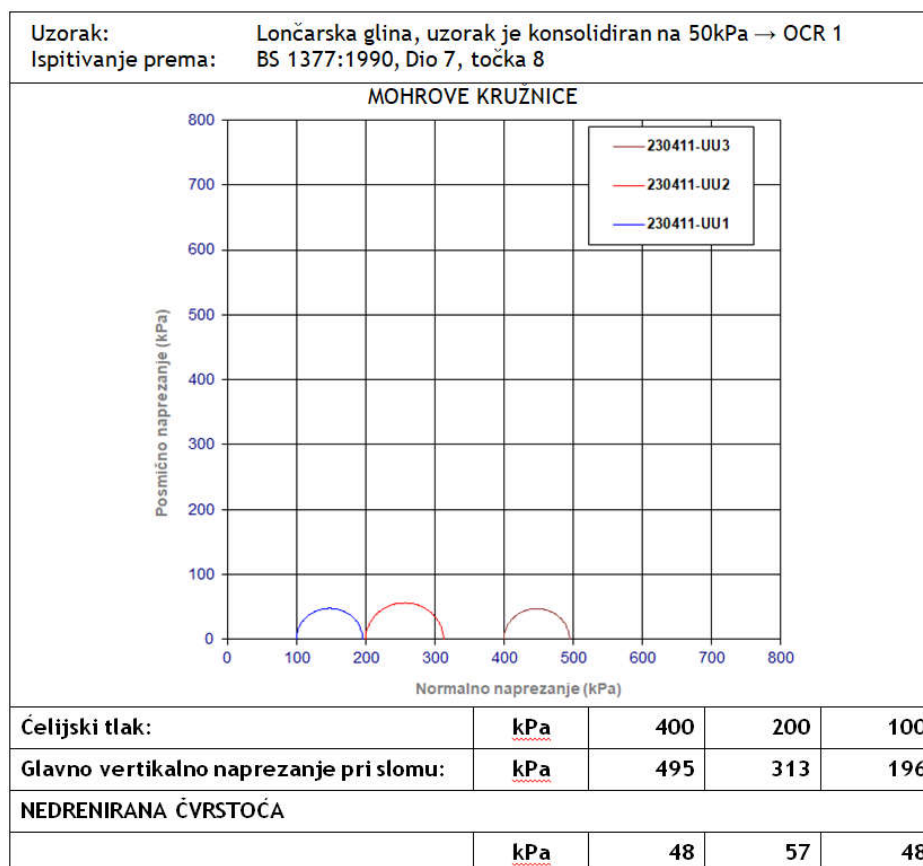 Uzorak: Lončarska glina, uzorak je konsolidiran na 50kPa → OCR 1
Ispitivanje prema: BS 1377:1990, Dio 7, točka 8
MOHROVE KRUŽNICE
800
700
600
500
400
300
200
100
0
Posmično naprezanje (kPa)
230411-UU3
230411-UU2
230411-UU1
0 100 200 300 400 500 600 700 800
Normalno naprezanje (kPa)
Ćelijski tlak: kPa 400 200 100
Glavno vertikalno naprezanje pri slomu: kPa 495 313 196
NEDRENIRANA ČVRSTOĆA
kPa 48 57 48